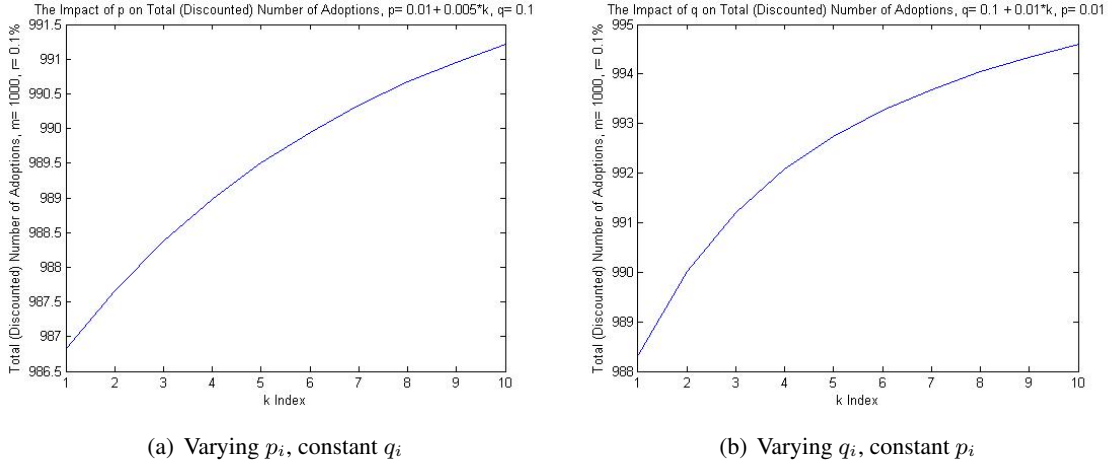 The Impact of p on Total (Discounted) Number of Adoptions, p= 0.01+ 0.005*k, q= 0.1
991.5
991
990.5
990
989.5
989
988.5
988
987.5
987
986.5
Total (Discounted) Number of Adoptions, m= 1000, r= 0.1%
1 2 3 4 5 6 7 8 9 10
k Index
(a) Varying p_i, constant q_i
The Impact of q on Total (Discounted) Number of Adoptions, q= 0.1 + 0.01*k, p= 0.01
995
994
993
992
991
990
989
988
Total (Discounted) Number of Adoptions, m= 1000, r= 0.1%
1 2 3 4 5 6 7 8 9 10
k Index
(b) Varying q_i, constant p_i